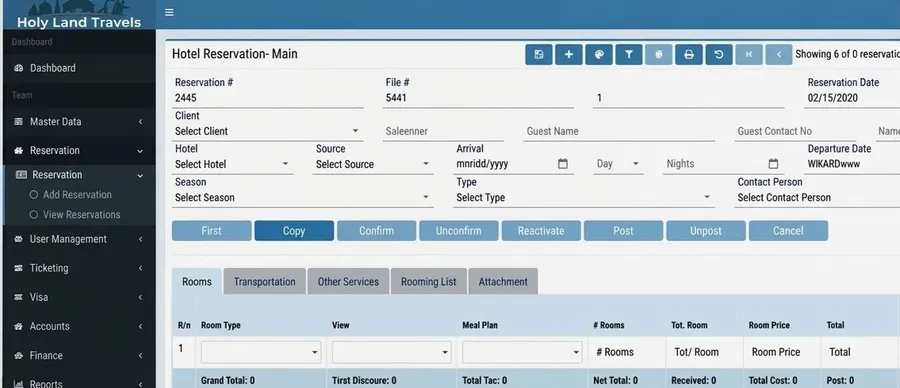 Holy Land Travels
Dashboard
Dashboard
Team
Master Data
Reservation
Reservation
Add Reservation
View Reservations
User Management
Ticketing
Visa
Accounts
Finance
Reports
Hotel Reservation- Main
Showing 6 of 0 reservatio
Reservation # File # Reservation Date
2445 5441 1 02/15/2020
Client
Select Client Saleenner Guest Name Guest Contact No Name
Hotel Source Arrival Departure Date
Select Hotel Select Source mnridd/yyyy Day Nights WIKARDwww
Season Type Contact Person
Select Season Select Type Select Contact Person
First Copy Confirm Unconfirm Reactivate Post Unpost Cancel
Rooms Transportation Other Services Rooming List Attachment
R/n Room Type View Meal Plan # Rooms Tot. Room Room Price Total
1 # Rooms Tot/ Room Room Price Total
Grand Total: 0 Tirst Discoure: 0 Total Tac: 0 Net Total: 0 Received: 0 Total Cost: 0 Post: 0